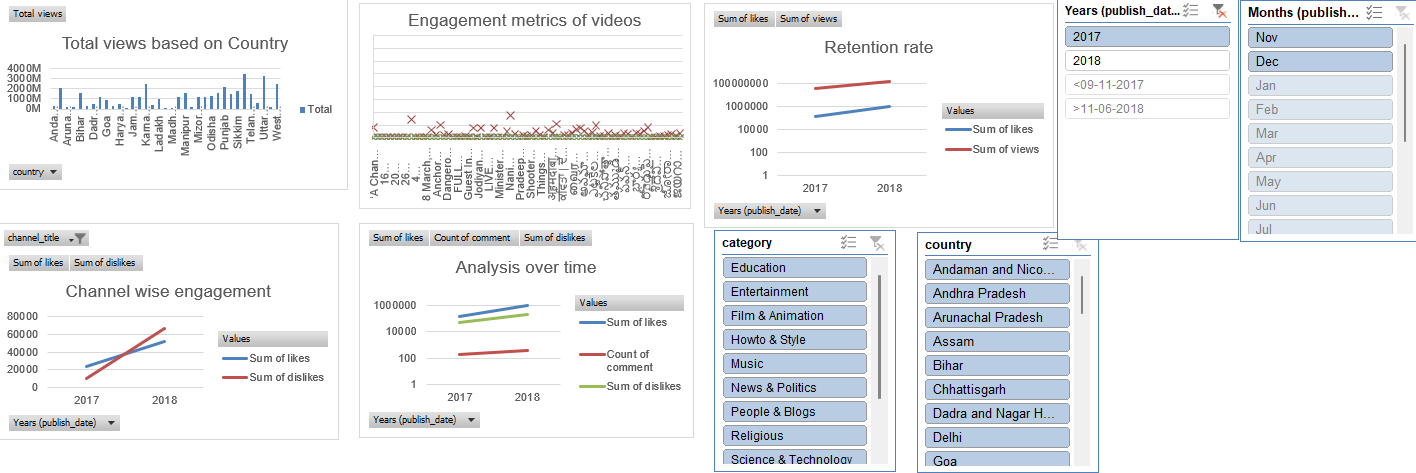 Total views
Total views based on Country
4000M
3000M
2000M
1000M
0M
Anda...
Aruna...
Bihar
Dadr...
Goa
Harya...
Jam...
Karna...
Ladakh
Madh...
Manipur
Mizor...
Odisha
Punjab
Sikkim
Telan...
Uttar...
West...
Total
country
Engagement metrics of videos
'A Chan...
16...
20...
26...
4...
8 March,...
Anchor...
Dangero...
FULL...
Guest In...
Jodiyan...
LIVE...
Minister...
Nani...
Pradeep...
Shooter...
Things...
Sum of likes
Sum of views
Retention rate
100000000
1000000
10000
100
1
2017
2018
Values
Sum of likes
Sum of views
Years (publish_date)
Years (publish_dat...
2017
2018
<09-11-2017
>11-06-2018
Months (publish...
Nov
Dec
Jan
Feb
Mar
Apr
May
Jun
Jul
channel_title
Sum of likes
Sum of dislikes
Channel wise engagement
80000
60000
40000
20000
0
2017
2018
Values
Sum of likes
Sum of dislikes
Years (publish_date)
Sum of likes
Count of comment
Sum of dislikes
Analysis over time
1000000
10000
100
1
2017
2018
Values
Sum of likes
Count of
comment
Sum of dislikes
Years (publish_date)
category
Education
Entertainment
Film & Animation
Howto & Style
Music
News & Politics
People & Blogs
Religious
Science & Technology
country
Andaman and Nico...
Andhra Pradesh
Arunachal Pradesh
Assam
Bihar
Chhattisgarh
Dadra and Nagar H...
Delhi
Goa